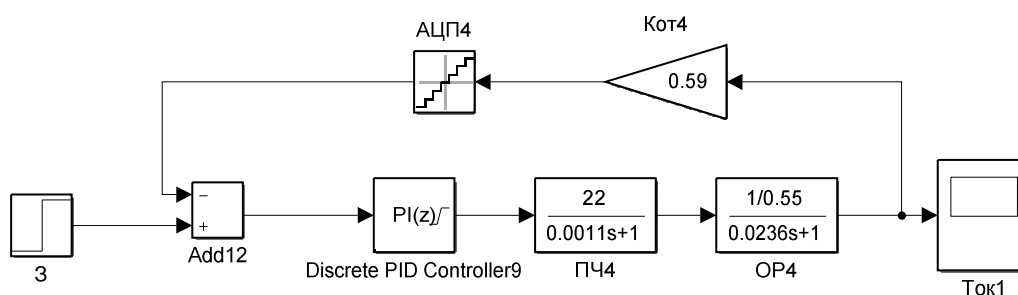 АЦП4
Кот4
0.59
−
+
З
Add12
PI(z)
Discrete PID Controller9
22
0.0011s+1
ПЧ4
1/0.55
0.0236s+1
ОР4
Ток1